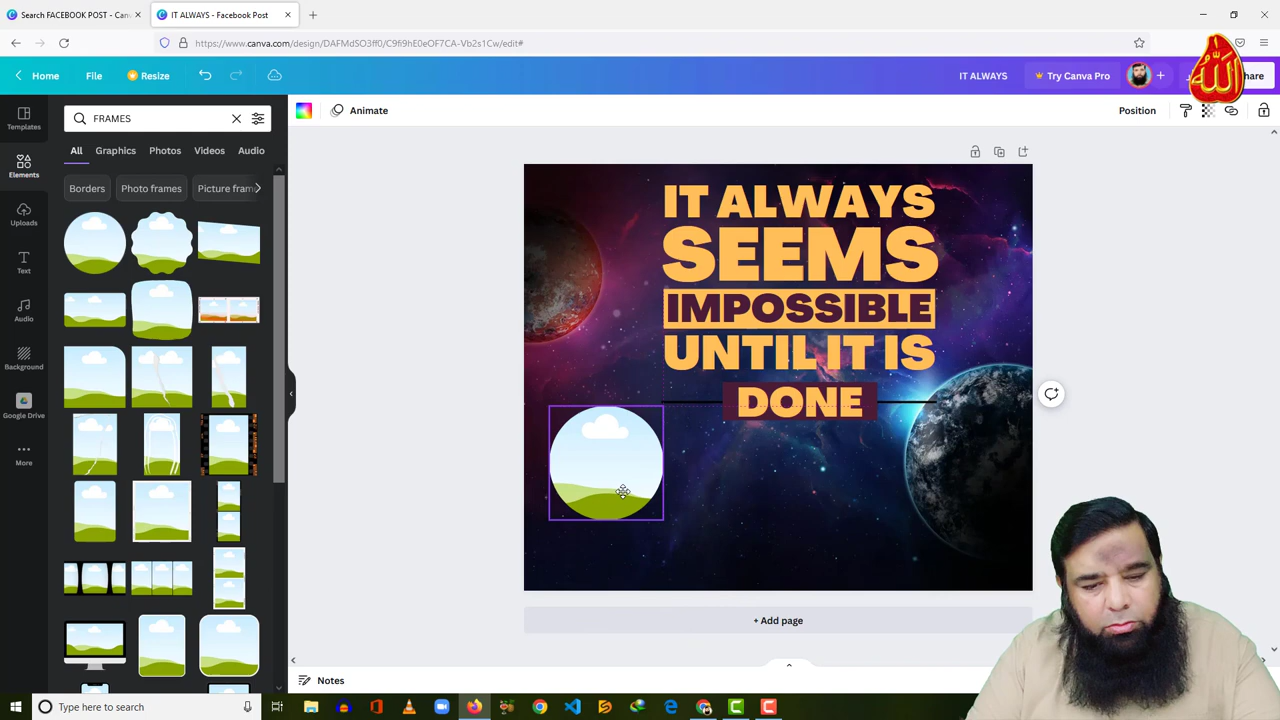 Search FACEBOOK POST - Can
IT ALWAYS - Facebook Post
https://www.canva.com/design/DAFMdSO3ff0/C9fi9hE0eOF7CA-Vb2s1Cw/edit#
Home
File
Resize
IT ALWAYS
Try Canva Pro
hare
الله
Templates
Elements
Uploads
Text
Audio
Background
Google Drive
More
FRAMES
All
Graphics
Photos
Videos
Audio
Borders
Photo frames
Picture fram
Animate
Position
IT ALWAYS
SEEMS
IMPOSSIBLE
UNTIL IT IS
DONE
+ Add page
Notes
Type here to search